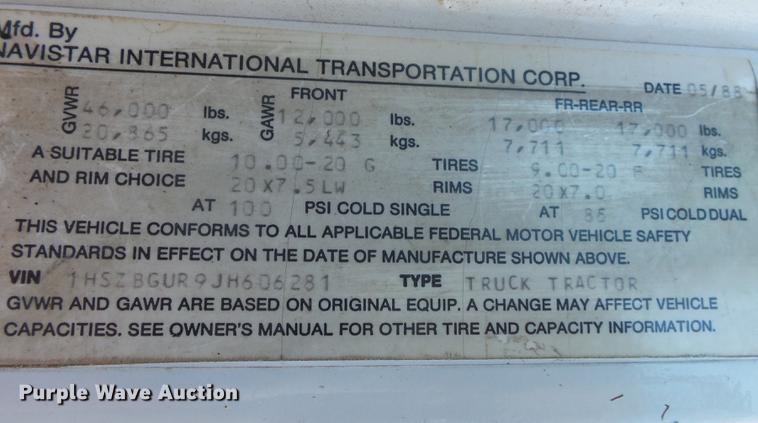 Mfd. By
NAVISTAR INTERNATIONAL TRANSPORTATION CORP. DATE 05/88
FRONT FR-REAR-RR
GVWR 46,000 lbs. GAWR 12,000 lbs. 17,000 17,000 lbs.
20,865 kgs. 5,443 kgs. 7,711 7,711 kgs.
A SUITABLE TIRE 10.00-20 G TIRES 9.00-20 F TIRES
AND RIM CHOICE 20X7.5LW RIMS 20X7.0 RIMS
AT 100 PSI COLD SINGLE AT 85 PSI COLD DUAL
THIS VEHICLE CONFORMS TO ALL APPLICABLE FEDERAL MOTOR VEHICLE SAFETY
STANDARDS IN EFFECT ON THE DATE OF MANUFACTURE SHOWN ABOVE.
VIN 1HSZBGUR9JH606281 TYPE TRUCK TRACTOR
GVWR AND GAWR ARE BASED ON ORIGINAL EQUIP. A CHANGE MAY AFFECT VEHICLE
CAPACITIES. SEE OWNER'S MANUAL FOR OTHER TIRE AND CAPACITY INFORMATION.
Purple Wave Auction